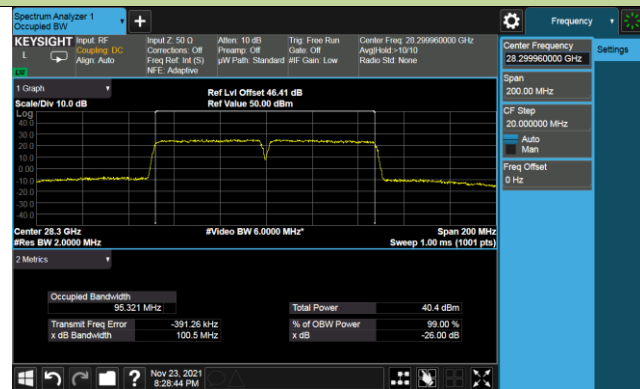 Spectrum Analyzer 1
Occupied BW
Frequency
KEYSIGHT
L
LW
Input: RF
Coupling: DC
Align: Auto
Input Z: 50 Ω
Corrections: Off
Freq Ref: Int (S)
NFE: Adaptive
Atten: 10 dB
Preamp: Off
µW Path: Standard
Trig: Free Run
Gate: Off
#IF Gain: Low
Center Freq: 28.299960000 GHz
Avg|Hold:>10/10
Radio Std: None
Center Frequency
28.299960000 GHz
Settings
Span
200.00 MHz
CF Step
20.000000 MHz
Auto
Man
Freq Offset
0 Hz
1 Graph
Scale/Div 10.0 dB
Ref Lvl Offset 46.41 dB
Ref Value 50.00 dBm
Log
40.0
30.0
20.0
10.0
0.00
-10.0
-20.0
-30.0
-40.0
Center 28.3 GHz
#Res BW 2.0000 MHz
#Video BW 6.0000 MHz*
Span 200 MHz
Sweep 1.00 ms (1001 pts)
2 Metrics
Occupied Bandwidth
95.321 MHz
Total Power 40.4 dBm
Transmit Freq Error -391.26 kHz
% of OBW Power 99.00 %
x dB Bandwidth 100.5 MHz
x dB -26.00 dB
Nov 23, 2021
8:28:44 PM